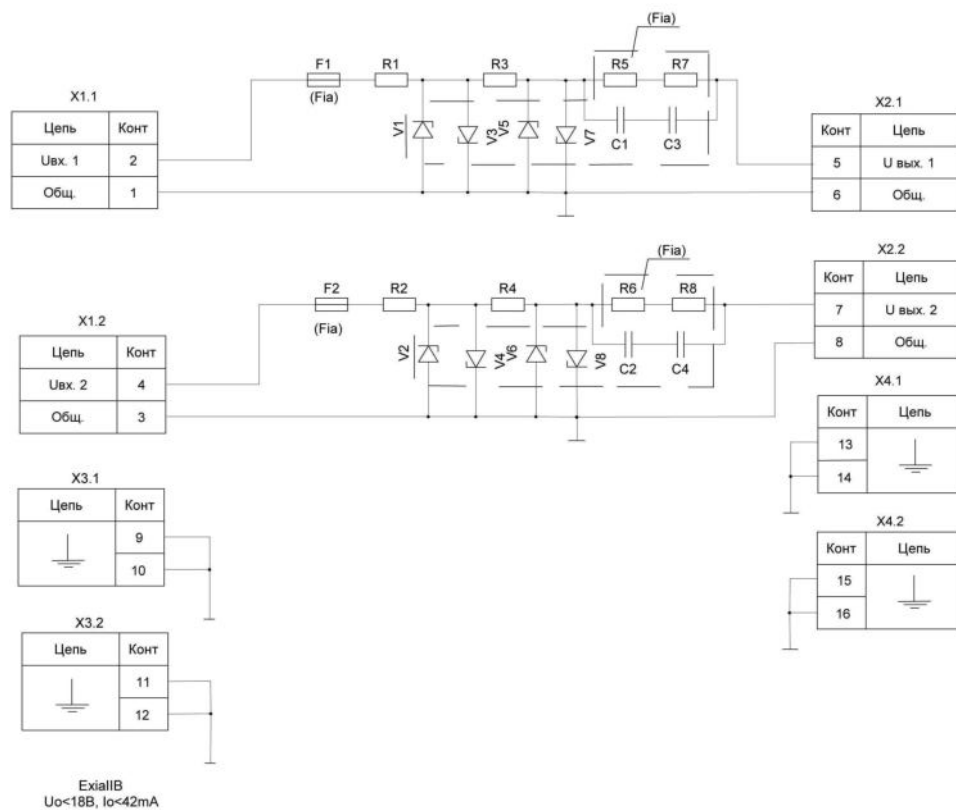 (Fia)
F1 R1 R3 R5 R7
(Fia)
X1.1
Цепь Конт
Uвх. 1 2
Общ. 1
V1 V3 V5 V7
C1 C3
X2.1
Конт Цепь
5 U вых. 1
6 Общ.
(Fia)
F2 R2 R4 R6 R8
(Fia)
X2.2
Конт Цепь
7 U вых. 2
8 Общ.
X1.2
Цепь Конт
Uвх. 2 4
Общ. 3
V2 V4 V6 V8
C2 C4
X4.1
Конт Цепь
13
14
X3.1
Цепь Конт
9
10
X4.2
Конт Цепь
15
16
X3.2
Цепь Конт
11
12
ExiaIIB
Uo<18B, Io<42mA